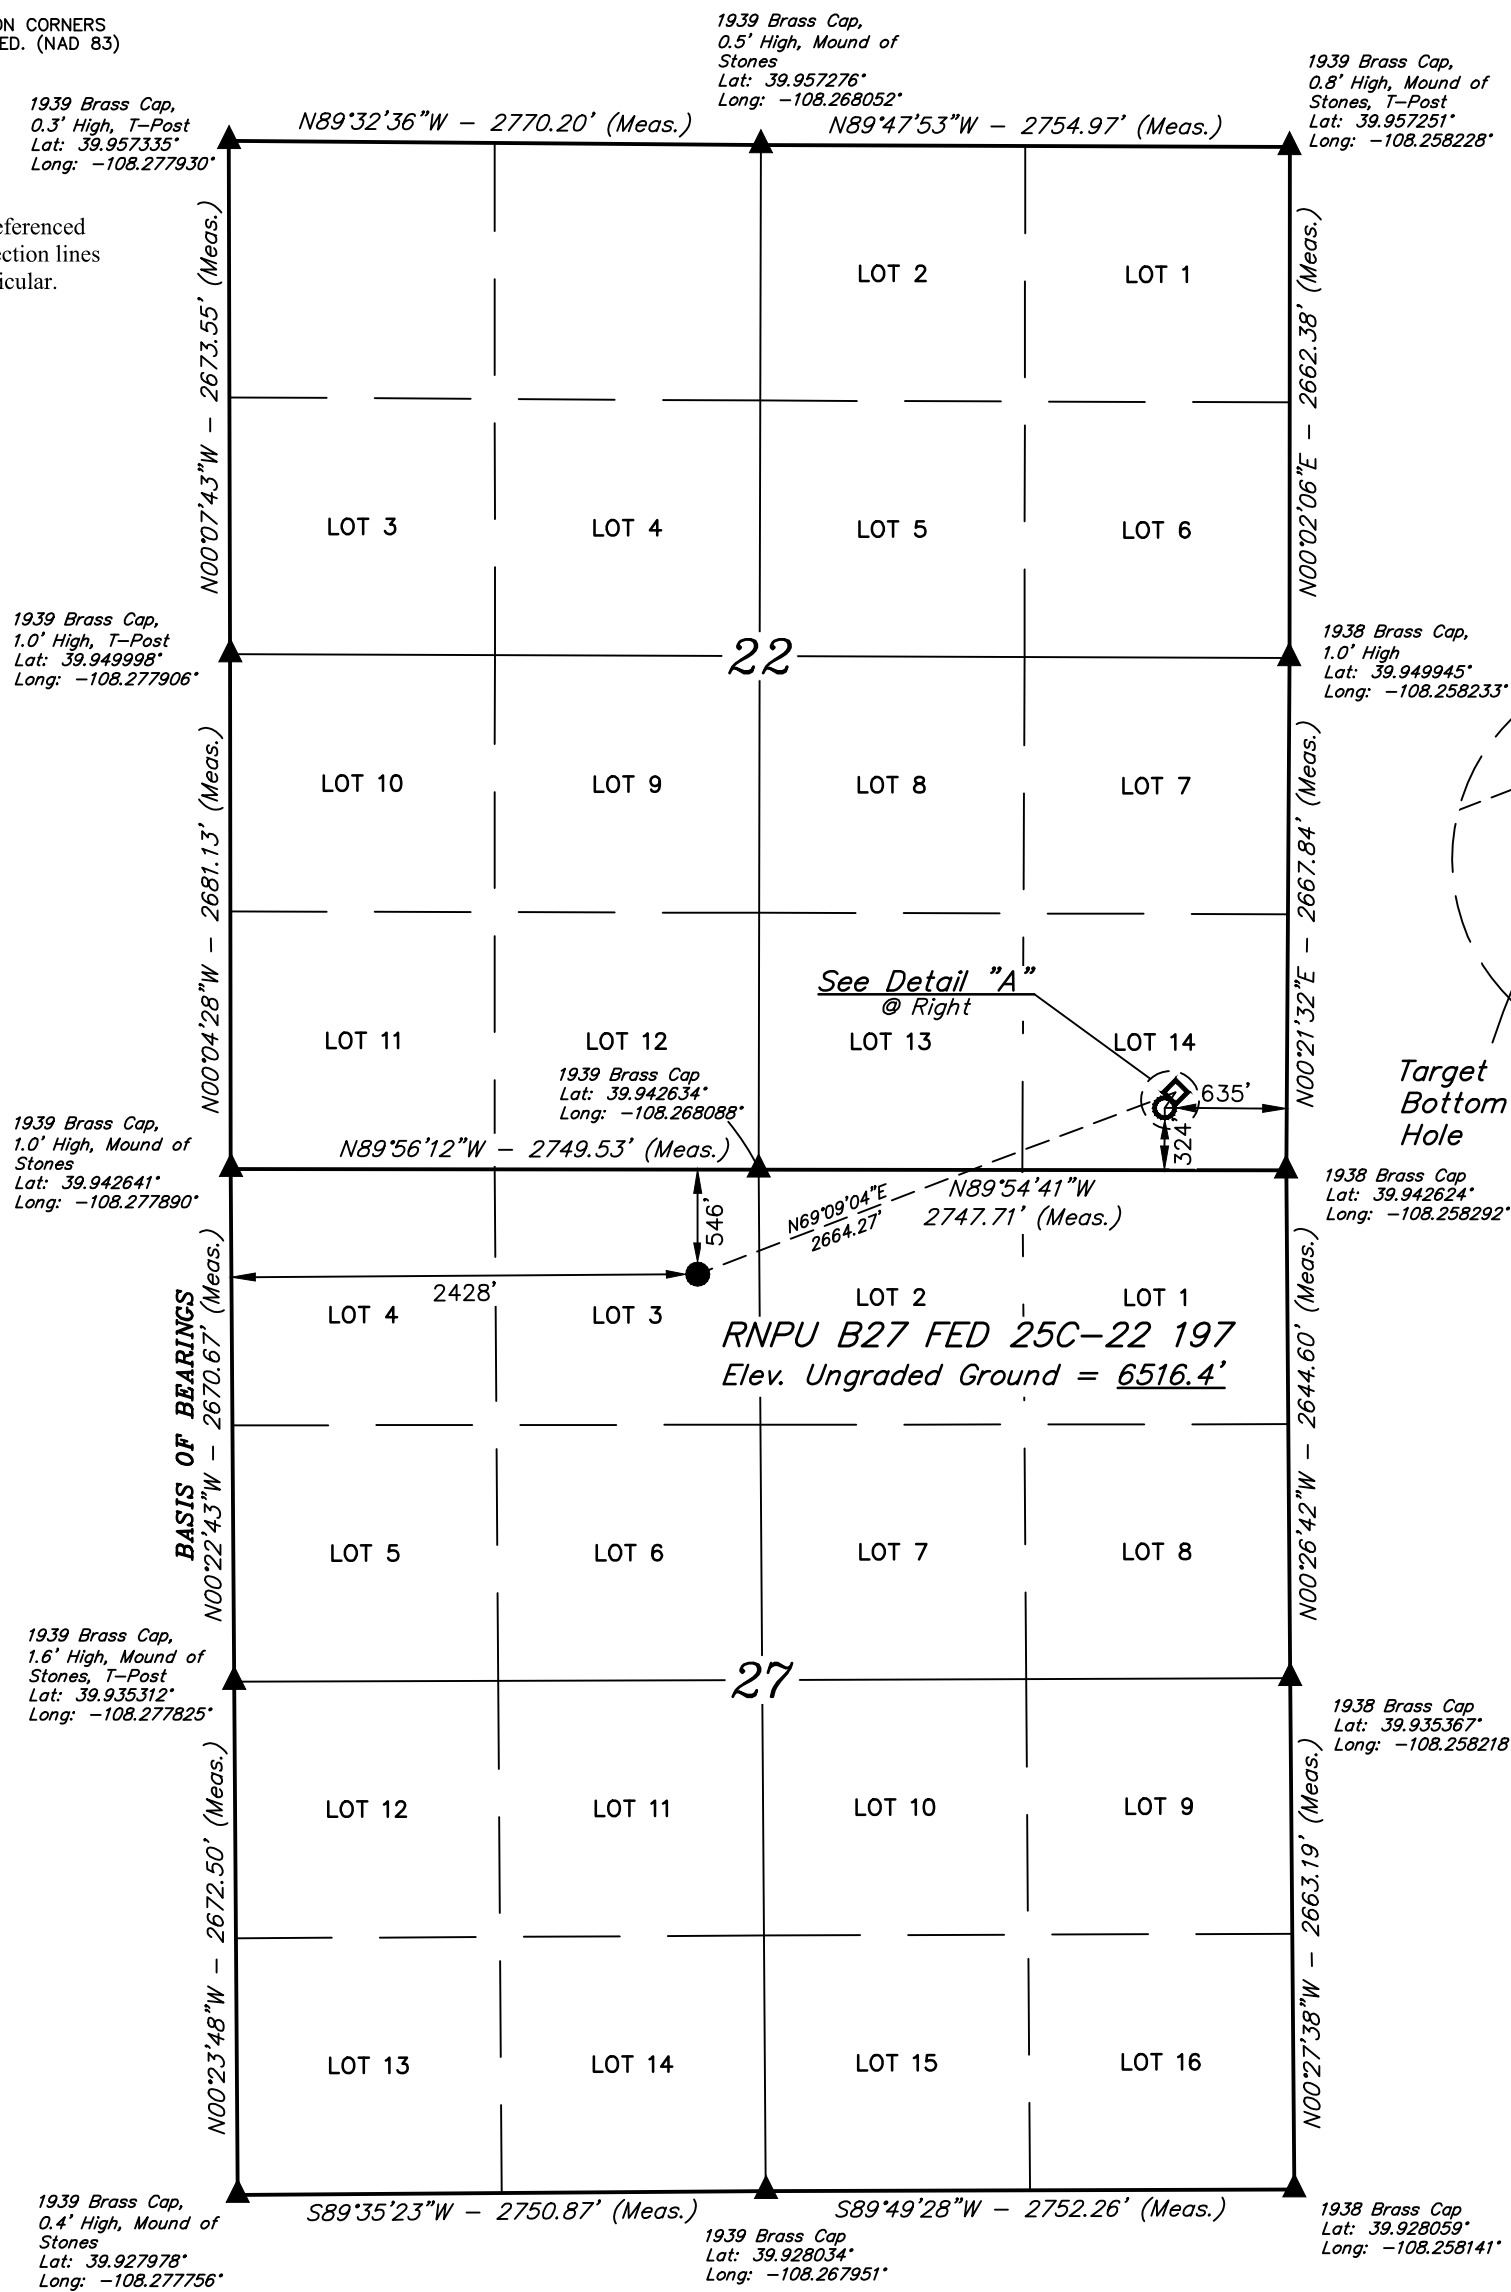 ON CORNERS
ED. (NAD 83)
1939 Brass Cap,
0.5' High, Mound of
Stones
Lat: 39.957276°
Long: -108.268052°
1939 Brass Cap,
0.8' High, Mound of
Stones, T-Post
Lat: 39.957251°
Long: -108.258228°
1939 Brass Cap,
0.3' High, T-Post
Lat: 39.957335°
Long: -108.277930°
N89°32'36"W - 2770.20' (Meas.)
N89°47'53"W - 2754.97' (Meas.)
eferenced
ection lines
icular.
N00°07'43"W - 2673.55' (Meas.)
N00°02'06"E - 2662.38' (Meas.)
LOT 2
LOT 1
LOT 3
LOT 4
LOT 5
LOT 6
1939 Brass Cap,
1.0' High, T-Post
Lat: 39.949998°
Long: -108.277906°
22
1938 Brass Cap,
1.0' High
Lat: 39.949945°
Long: -108.258233°
N00°04'28"W - 2681.13' (Meas.)
N00°21'32"E - 2667.84' (Meas.)
LOT 10
LOT 9
LOT 8
LOT 7
See Detail "A"
@ Right
LOT 11
LOT 12
LOT 13
LOT 14
1939 Brass Cap
Lat: 39.942634°
Long: -108.268088°
635'
324'
Target
Bottom
Hole
1939 Brass Cap,
1.0' High, Mound of
Stones
Lat: 39.942641°
Long: -108.277890°
N89°56'12"W - 2749.53' (Meas.)
N89°54'41"W
2747.71' (Meas.)
1938 Brass Cap
Lat: 39.942624°
Long: -108.258292°
546'
N69°09'04"E
2664.27'
2428'
BASIS OF BEARINGS
N00°22'43"W - 2670.67' (Meas.)
N00°26'42"W - 2644.60' (Meas.)
LOT 4
LOT 3
LOT 2
LOT 1
RNPU B27 FED 25C-22 197
Elev. Ungraded Ground = 6516.4'
LOT 5
LOT 6
LOT 7
LOT 8
1939 Brass Cap,
1.6' High, Mound of
Stones, T-Post
Lat: 39.935312°
Long: -108.277825°
27
1938 Brass Cap
Lat: 39.935367°
Long: -108.258218
N00°23'48"W - 2672.50' (Meas.)
N00°27'38"W - 2663.19' (Meas.)
LOT 12
LOT 11
LOT 10
LOT 9
LOT 13
LOT 14
LOT 15
LOT 16
1939 Brass Cap,
0.4' High, Mound of
Stones
Lat: 39.927978°
Long: -108.277756°
S89°35'23"W - 2750.87' (Meas.)
S89°49'28"W - 2752.26' (Meas.)
1939 Brass Cap
Lat: 39.928034°
Long: -108.267951°
1938 Brass Cap
Lat: 39.928059°
Long: -108.258141°